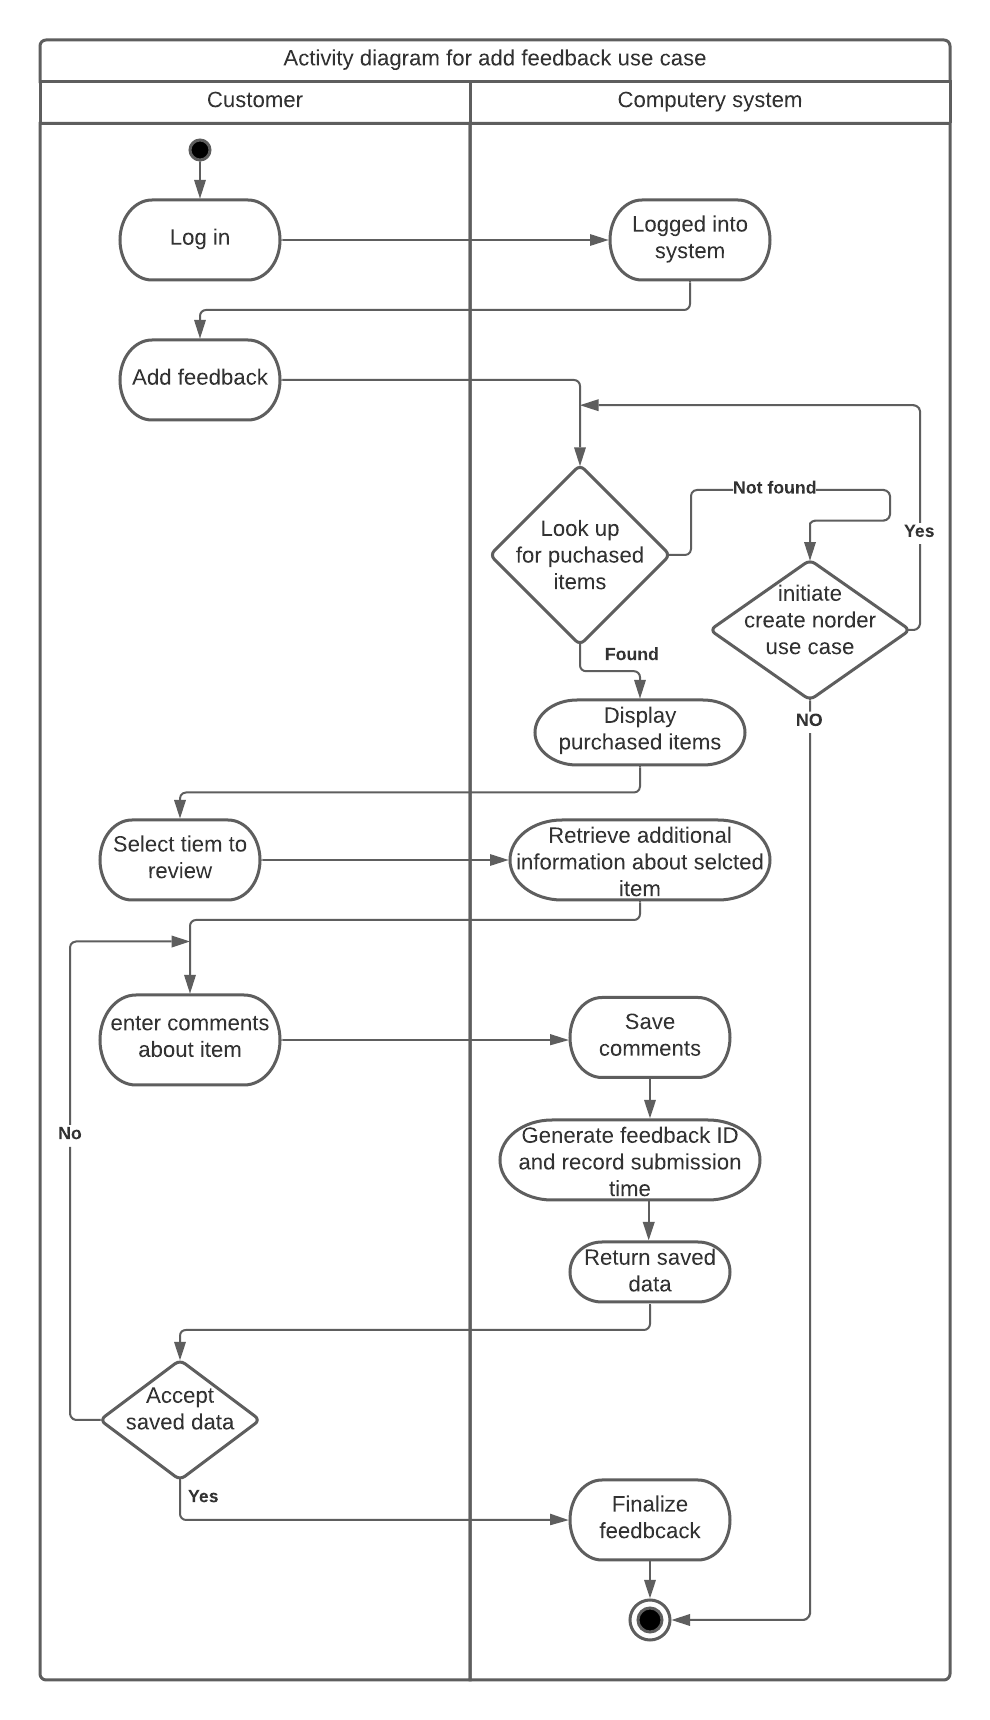 Activity diagram for add feedback use case
Customer
Computery system
Log in
Logged into
system
Add feedback
Not found
Look up
for puchased
items
Yes
initiate
create norder
use case
Found
NO
Display
purchased items
Select tiem to
review
Retrieve additional
information about selcted
item
enter comments
about item
Save
comments
No
Generate feedback ID
and record submission
time
Return saved
data
Accept
saved data
Yes
Finalize
feedbcack